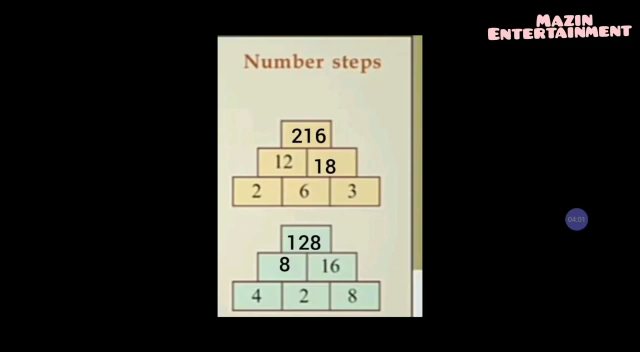 MAZIN
ENTERTAINMENT
Number steps
216
12 18
2 6 3
04:01
128
8 16
4 2 8